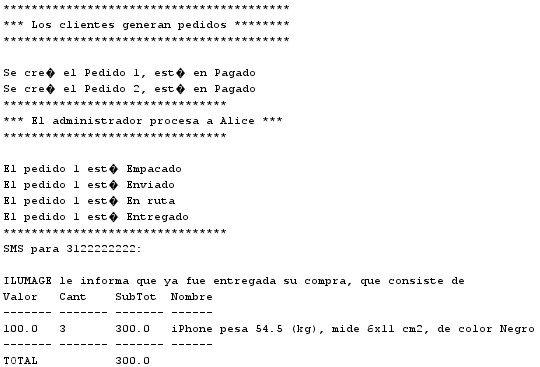 *****************************************
*** Los clientes generan pedidos ********
*****************************************
Se cre� el Pedido 1, est� en Pagado
Se cre� el Pedido 2, est� en Pagado
********************************
*** El administrador procesa a Alice ***
********************************
El pedido 1 est� Empacado
El pedido 1 est� Enviado
El pedido 1 est� En ruta
El pedido 1 est� Entregado
********************************
SMS para 3122222222:
ILUMAGE le informa que ya fue entregada su compra, que consiste de
Valor   Cant    SubTot  Nombre
------- ------- ------- ------
100.0   3       300.0   iPhone pesa 54.5 (kg), mide 6x11 cm2, de color Negro
------- ------- ------- ------
TOTAL           300.0